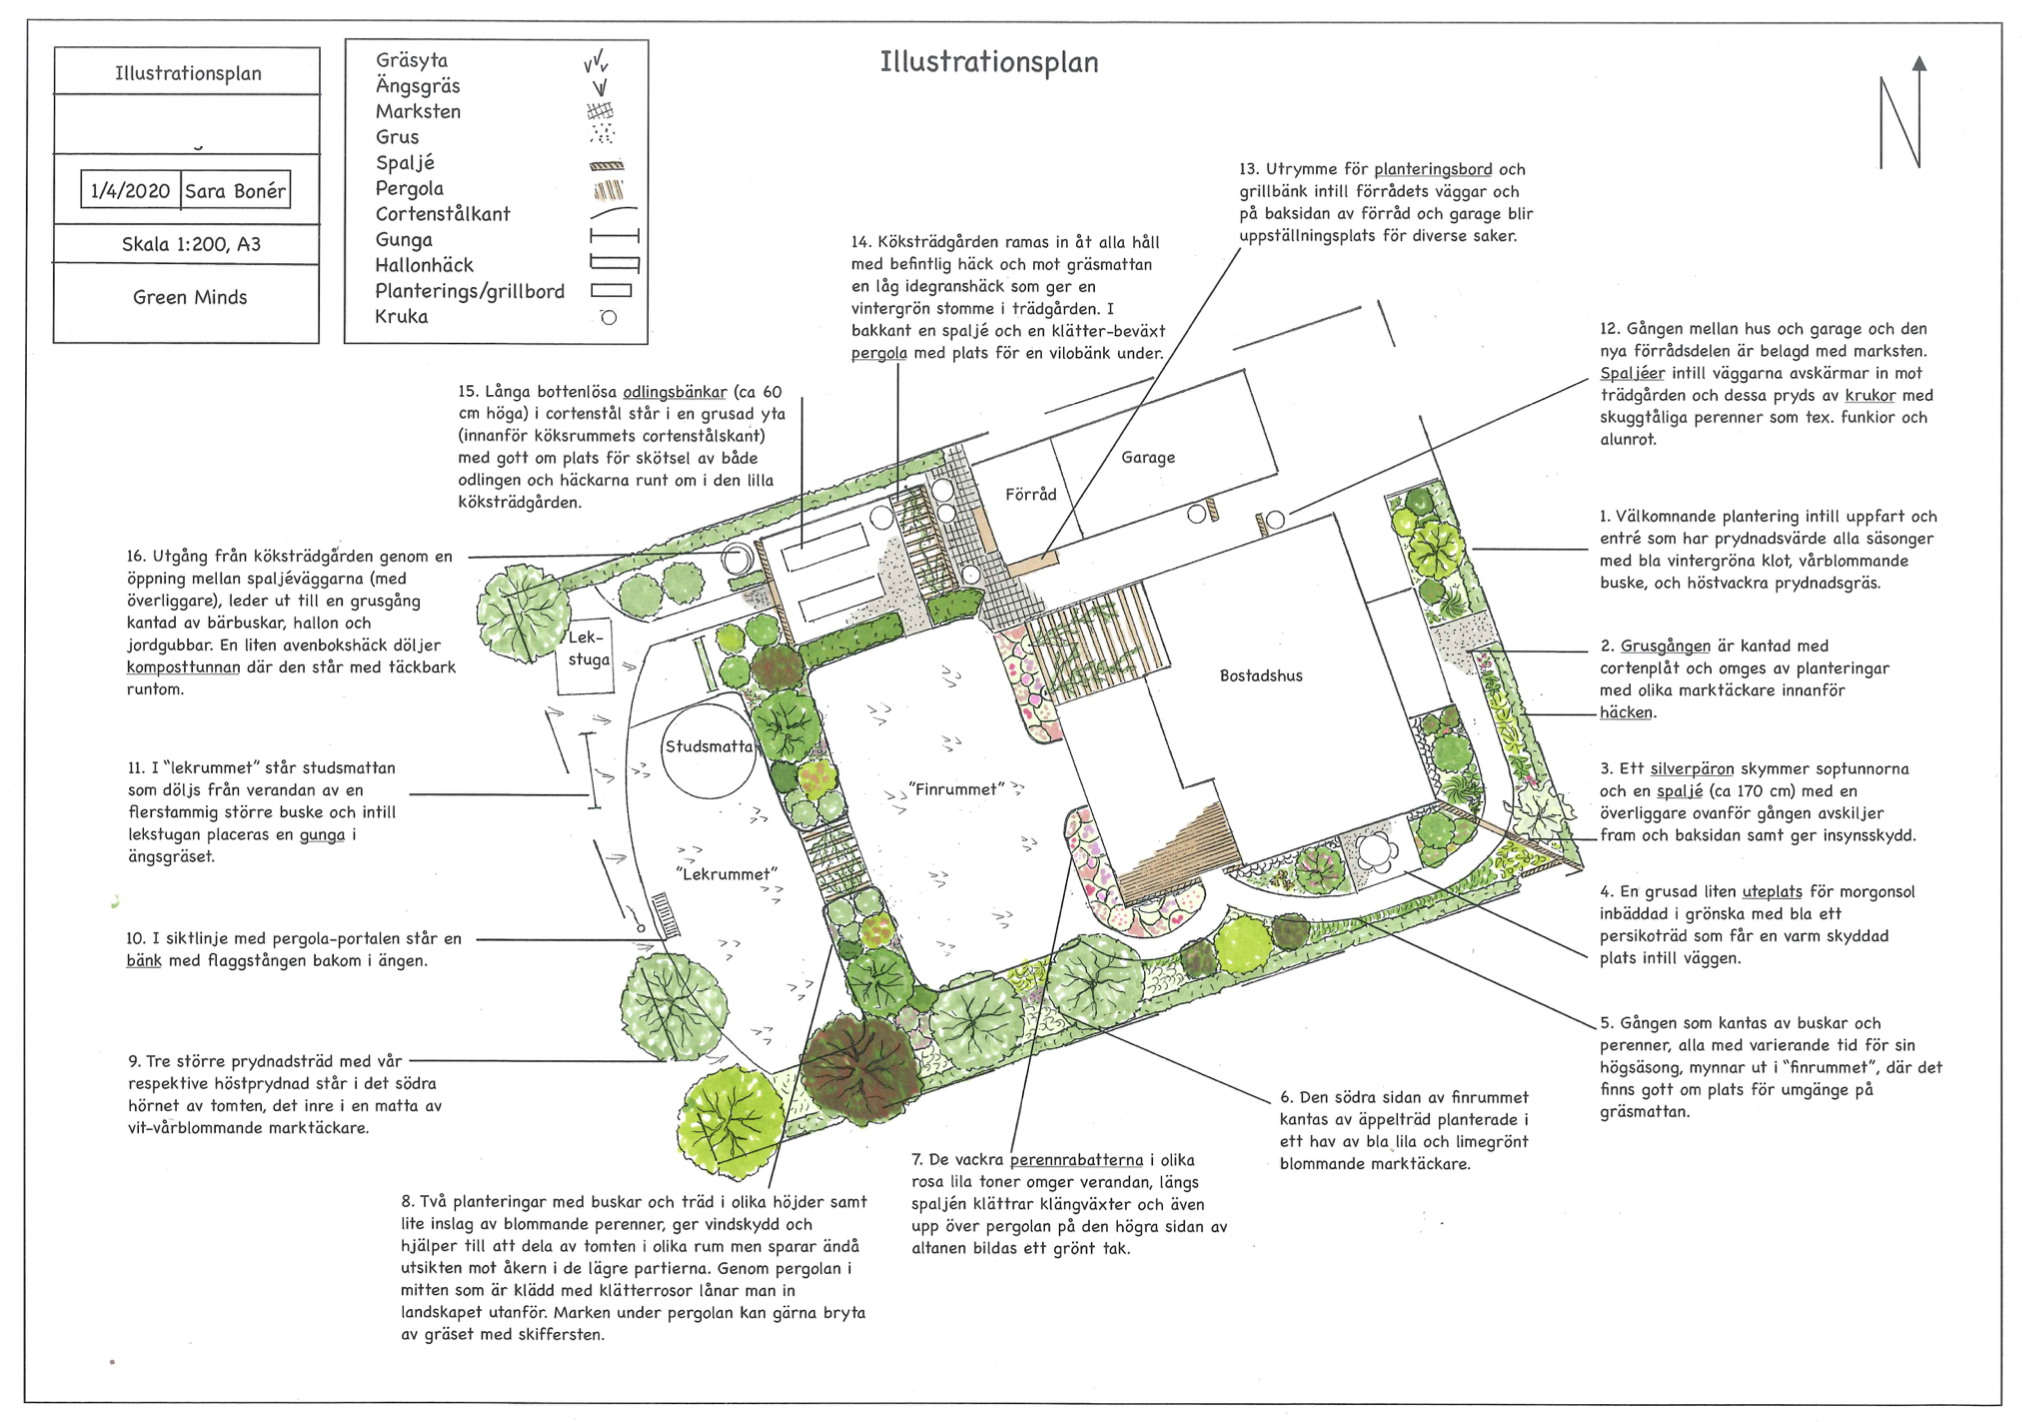 Illustrationsplan
1/4/2020 Sara Bonér
Skala 1:200, A3
Green Minds
Gräsyta
Ängsgräs
Marksten
Grus
Spaljé
Pergola
Cortenstålkant
Gunga
Hallonhäck
Planterings/grillbord
Kruka
Illustrationsplan
N
13. Utrymme för planteringsbord och
grillbänk intill förrådets väggar och
på baksidan av förråd och garage blir
uppställningsplats för diverse saker.
14. Köksträdgården ramas in åt alla håll
med befintlig häck och mot gräsmattan
en låg idegranshäck som ger en
vintergrön stomme i trädgården. I
bakkant en spaljé och en klätter-beväxt
pergola med plats för en vilobänk under.
12. Gången mellan hus och garage och den
nya förrådsdelen är belagd med marksten.
Spaljéer intill väggarna avskärmar in mot
trädgården och dessa pryds av krukor med
skuggtåliga perenner som tex. funkior och
alunrot.
15. Långa bottenlösa odlingsbänkar (ca 60
cm höga) i cortenstål står i en grusad yta
(innanför köksrummets cortenstålskant)
med gott om plats för skötsel av både
odlingen och häckarna runt om i den lilla
köksträdgården.
Garage
Förråd
1. Välkomnande plantering intill uppfart och
entré som har prydnadsvärde alla säsonger
med bla vintergröna klot, vårblommande
buske, och höstvackra prydnadsgräs.
16. Utgång från köksträdgården genom en
öppning mellan spaljéväggarna (med
överliggare), leder ut till en grusgång
kantad av bärbuskar, hallon och
jordgubbar. En liten avenbokshäck döljer
komposttunnan där den står med täckbark
runtom.
Lek-
stuga
Bostadshus
2. Grusgången är kantad med
cortenplåt och omges av planteringar
med olika marktäckare innanför
häcken.
Studsmatta
11. I "lekrummet" står studsmattan
som döljs från verandan av en
flerstammig större buske och intill
lekstugan placeras en gunga i
ängsgräset.
"Finrummet"
3. Ett silverpäron skymmer soptunnorna
och en spaljé (ca 170 cm) med en
överliggare ovanför gången avskiljer
fram och baksidan samt ger insynsskydd.
"Lekrummet"
4. En grusad liten uteplats för morgonsol
inbäddad i grönska med bla ett
persikoträd som får en varm skyddad
plats intill väggen.
10. I siktlinje med pergola-portalen står en
bänk med flaggstången bakom i ängen.
5. Gången som kantas av buskar och
perenner, alla med varierande tid för sin
högsäsong, mynnar ut i "finrummet", där det
finns gott om plats för umgänge på
gräsmattan.
9. Tre större prydnadsträd med vår
respektive höstprydnad står i det södra
hörnet av tomten, det inre i en matta av
vit-vårblommande marktäckare.
6. Den södra sidan av finrummet
kantas av äppelträd planterade i
ett hav av bla lila och limegrönt
blommande marktäckare.
7. De vackra perennrabatterna i olika
rosa lila toner omger verandan, längs
spaljén klättrar klängväxter och även
upp över pergolan på den högra sidan av
altanen bildas ett grönt tak.
8. Två planteringar med buskar och träd i olika höjder samt
lite inslag av blommande perenner, ger vindskydd och
hjälper till att dela av tomten i olika rum men sparar ändå
utsikten mot åkern i de lägre partierna. Genom pergolan i
mitten som är klädd med klätterrosor lånar man in
landskapet utanför. Marken under pergolan kan gärna bryta
av gräset med skiffersten.